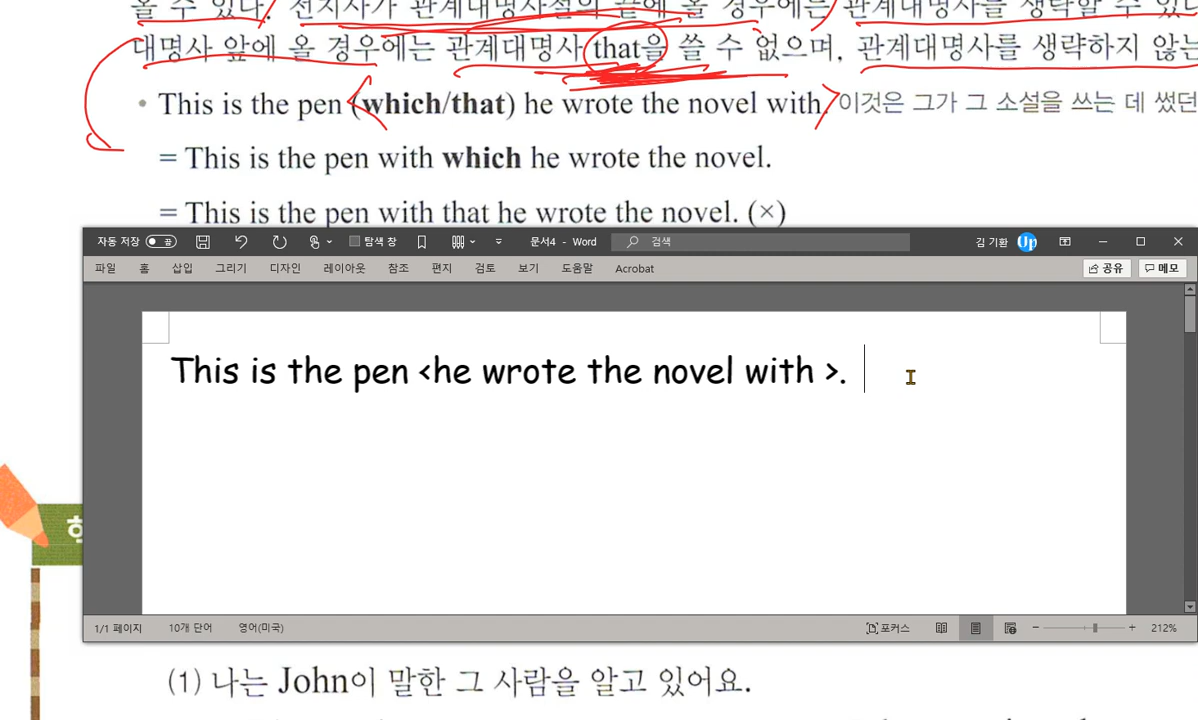 올 수 있다. 전치사가 관계대명사절의 끝에 올 경우에는 관계대명사를 생략할 수 있다
대명사 앞에 올 경우에는 관계대명사 that을 쓸 수 없으며, 관계대명사를 생략하지 않는
• This is the pen (which/that) he wrote the novel with. 이것은 그가 그 소설을 쓰는 데 썼던
= This is the pen with which he wrote the novel.
= This is the pen with that he wrote the novel. (×)
자동 저장 끔 탐색 창 문서4 - Word 검색 김 기환 Up
파일 홈 삽입 그리기 디자인 레이아웃 참조 편지 검토 보기 도움말 Acrobat 공유 메모
This is the pen <he wrote the novel with >.
1/1 페이지 10개 단어 영어(미국) 포커스 212%
(1) 나는 John이 말한 그 사람을 알고 있어요.